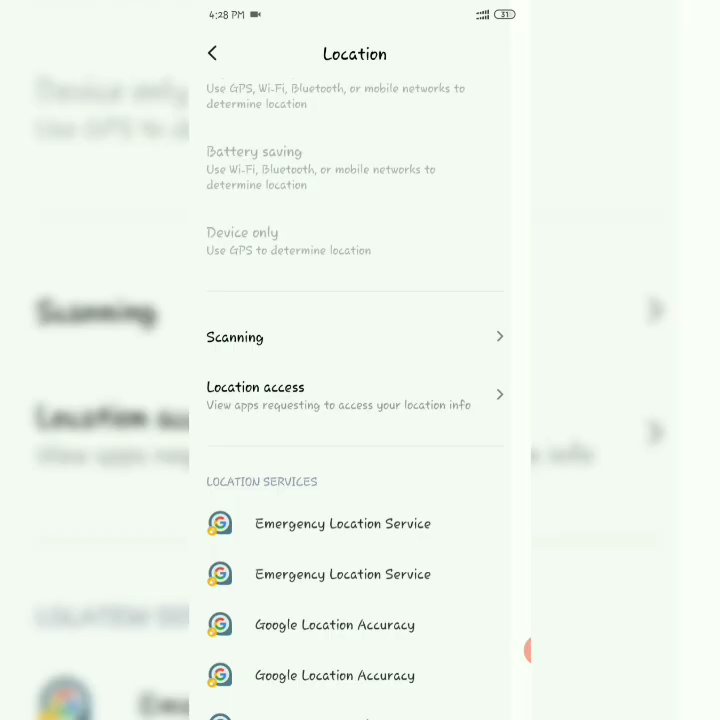 4:28 PM
31
Location
Use GPS, Wi-Fi, Bluetooth, or mobile networks to
determine location
Battery saving
Use Wi-Fi, Bluetooth, or mobile networks to
determine location
Device only
Use GPS to determine location
Scanning
Location access
View apps requesting to access your location info
LOCATION SERVICES
Emergency Location Service
Emergency Location Service
Google Location Accuracy
Google Location Accuracy